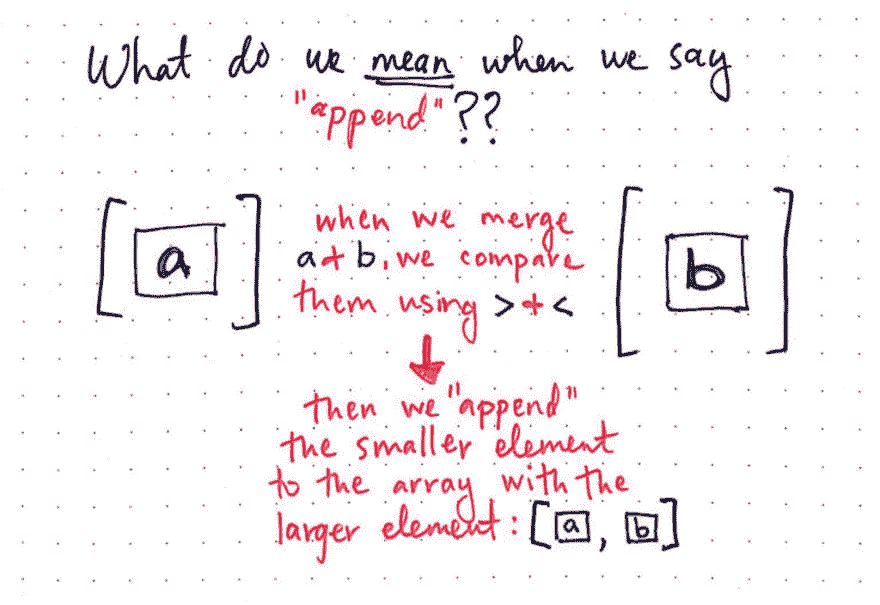 What do we mean when we say
"append"??
[a]
when we merge
a + b, we compare
them using > + <
[b]
then we "append"
the smaller element
to the array with the
larger element: [a, b]